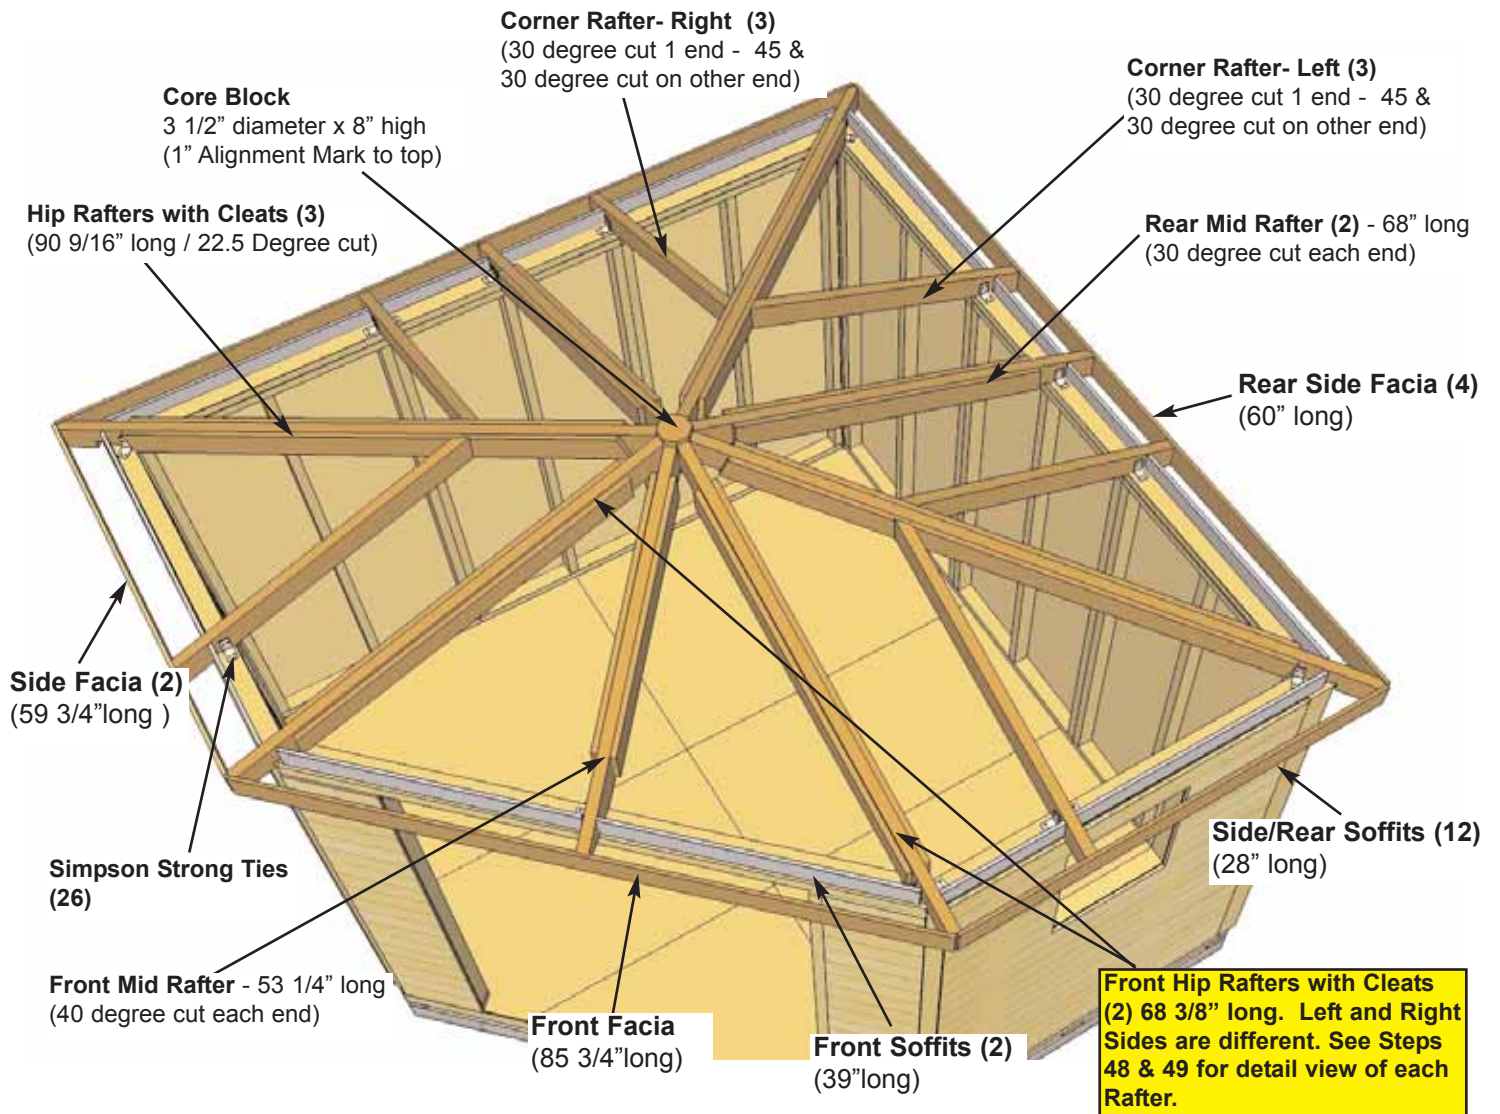 Corner Rafter- Right (3)
(30 degree cut 1 end - 45 &
30 degree cut on other end)
Corner Rafter- Left (3)
(30 degree cut 1 end - 45 &
30 degree cut on other end)
Core Block
3 1/2” diameter x 8” high
(1” Alignment Mark to top)
Hip Rafters with Cleats (3)
(90 9/16” long / 22.5 Degree cut)
Rear Mid Rafter (2) - 68” long
(30 degree cut each end)
Rear Side Facia (4)
(60” long)
Side Facia (2)
(59 3/4”long )
Side/Rear Soffits (12)
(28” long)
Simpson Strong Ties
(26)
Front Mid Rafter - 53 1/4” long
(40 degree cut each end)
Front Facia
(85 3/4”long)
Front Soffits (2)
(39”long)
Front Hip Rafters with Cleats
(2) 68 3/8” long. Left and Right
Sides are different. See Steps
48 & 49 for detail view of each
Rafter.